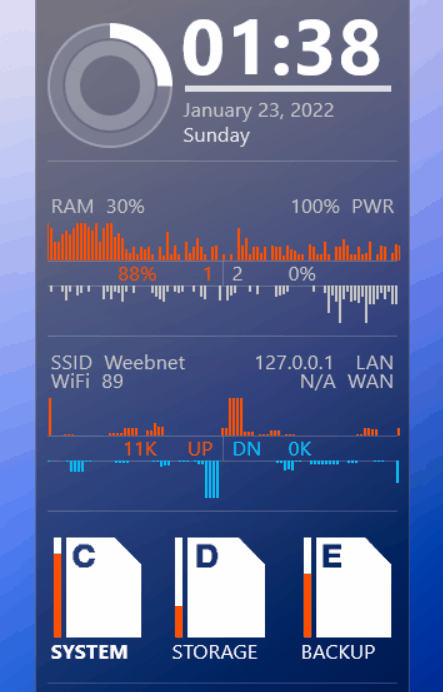 01:38
January 23, 2022
Sunday
RAM 30% 100% PWR
88% 1 2 0%
SSID Weebnet 127.0.0.1 LAN
WiFi 89 N/A WAN
11K UP DN 0K
C D E
SYSTEM STORAGE BACKUP